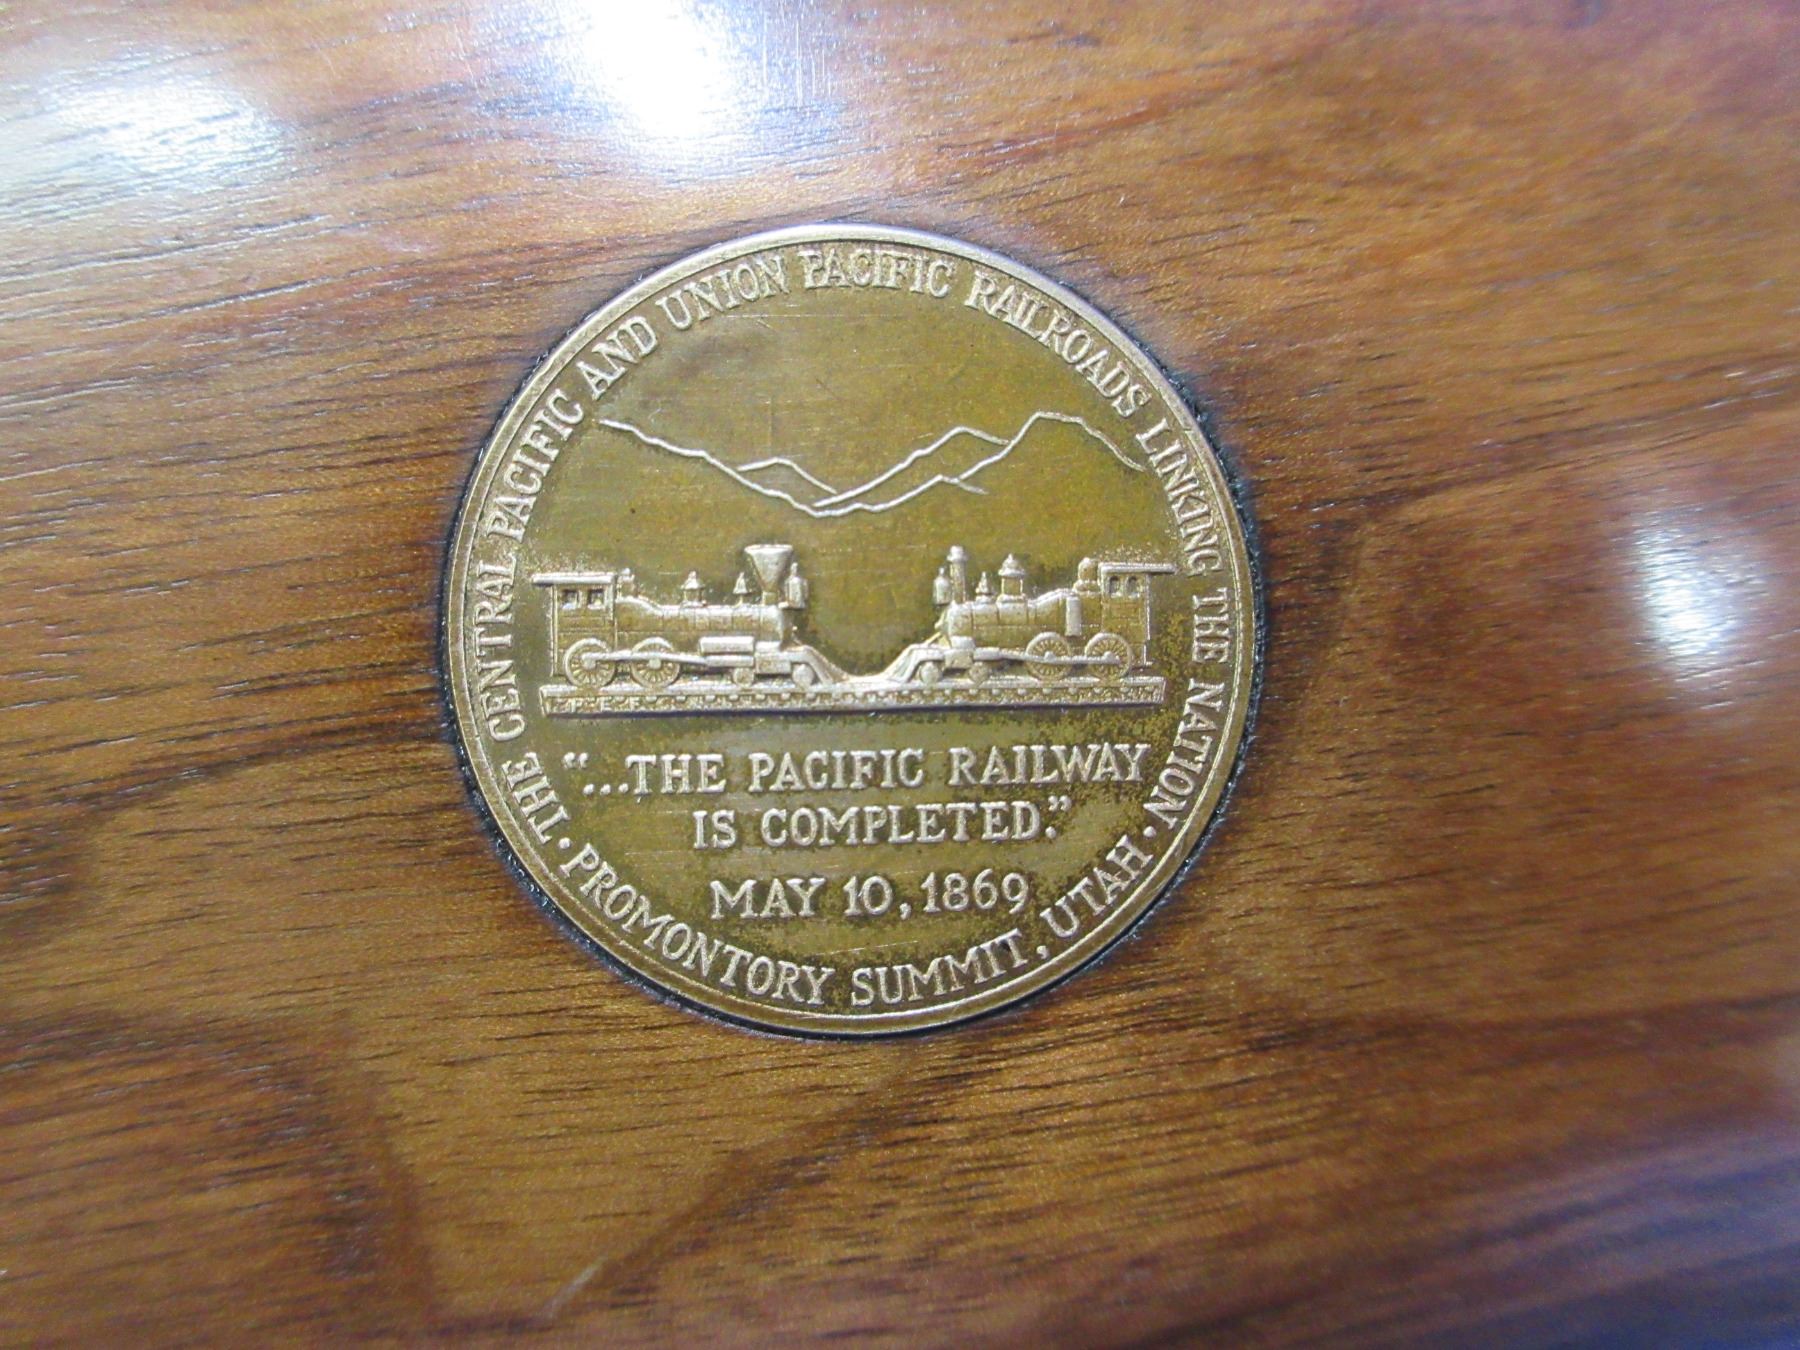 THE CENTRAL PACIFIC AND UNION PACIFIC RAILROADS LINKING THE NATION
"...THE PACIFIC RAILWAY
IS COMPLETED."
MAY 10, 1869
• PROMONTORY SUMMIT, UTAH •